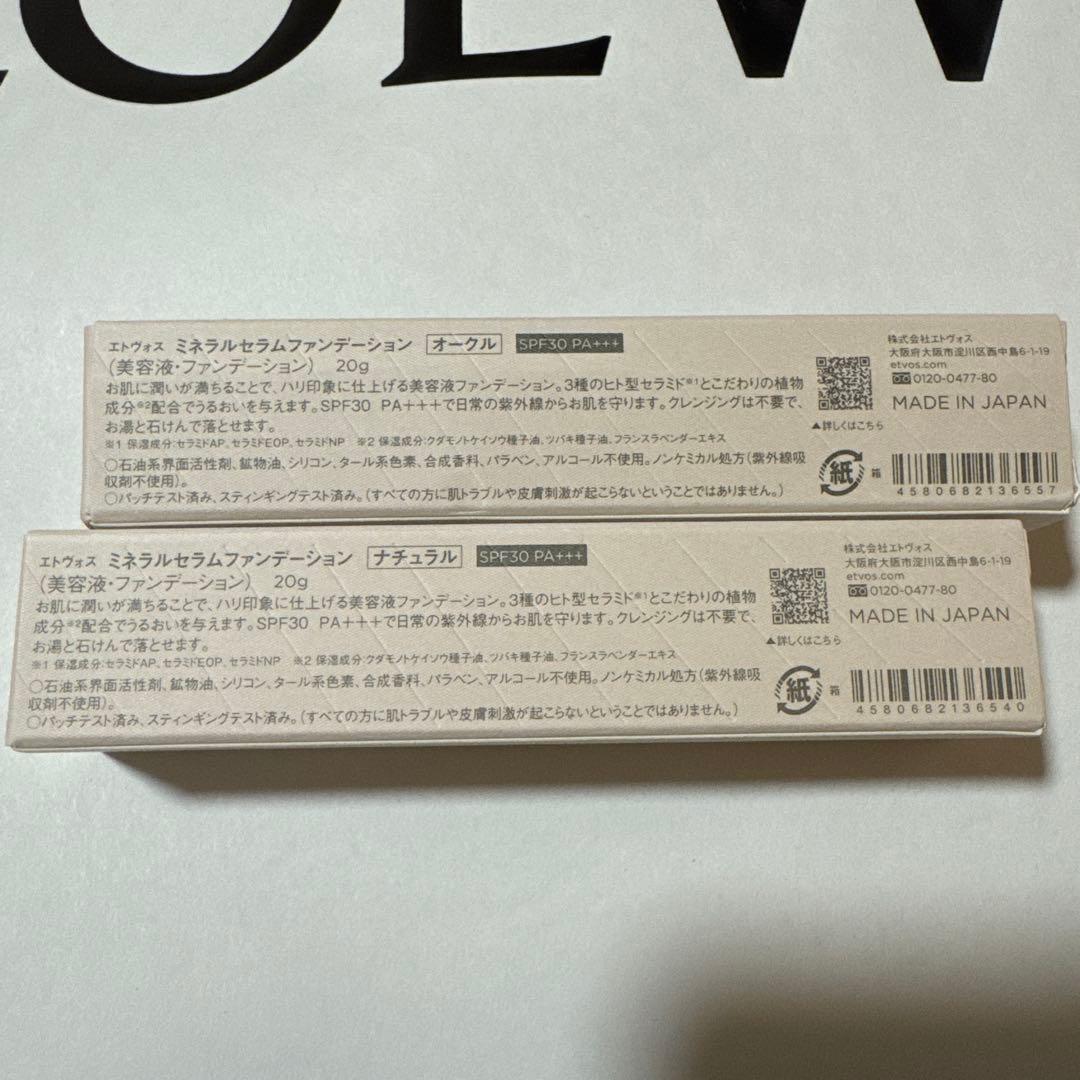 LOEW
エトヴォス ミネラルセラムファンデーション オークル SPF30 PA+++
(美容液・ファンデーション) 20g
お肌に潤いが満ちることで、ハリ印象に仕上げる美容液ファンデーション。3種のヒト型セラミド※1とこだわりの植物
成分※2配合でうるおいを与えます。SPF30 PA+++で日常の紫外線からお肌を守ります。クレンジングは不要で、
お湯と石けんで落とせます。
※1 保湿成分:セラミドAP、セラミドEOP、セラミドNP ※2 保湿成分:クダモノトケイソウ種子油、ツバキ種子油、フランスラベンダーエキス
○石油系界面活性剤、鉱物油、シリコン、タール系色素、合成香料、パラベン、アルコール不使用。ノンケミカル処方(紫外線吸
収剤不使用)。
○パッチテスト済み、スティンギングテスト済み。(すべての方に肌トラブルや皮膚刺激が起こらないということではありません。)
▲詳しくはこちら
株式会社エトヴォス
大阪府大阪市淀川区西中島6-1-19
etvos.com
0120-0477-80
MADE IN JAPAN
紙 箱
4580682136557
エトヴォス ミネラルセラムファンデーション ナチュラル SPF30 PA+++
(美容液・ファンデーション) 20g
お肌に潤いが満ちることで、ハリ印象に仕上げる美容液ファンデーション。3種のヒト型セラミド※1とこだわりの植物
成分※2配合でうるおいを与えます。SPF30 PA+++で日常の紫外線からお肌を守ります。クレンジングは不要で、
お湯と石けんで落とせます。
※1 保湿成分:セラミドAP、セラミドEOP、セラミドNP ※2 保湿成分:クダモノトケイソウ種子油、ツバキ種子油、フランスラベンダーエキス
○石油系界面活性剤、鉱物油、シリコン、タール系色素、合成香料、パラベン、アルコール不使用。ノンケミカル処方(紫外線吸
収剤不使用)。
○パッチテスト済み、スティンギングテスト済み。(すべての方に肌トラブルや皮膚刺激が起こらないということではありません。)
▲詳しくはこちら
株式会社エトヴォス
大阪府大阪市淀川区西中島6-1-19
etvos.com
0120-0477-80
MADE IN JAPAN
紙 箱
4580682136540